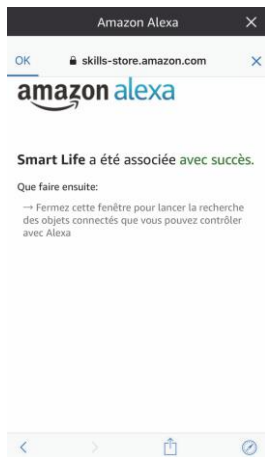 Amazon Alexa
OK skills-store.amazon.com
amazon alexa
Smart Life a été associée avec succès.
Que faire ensuite:
→ Fermez cette fenêtre pour lancer la recherche
des objets connectés que vous pouvez contrôler
avec Alexa